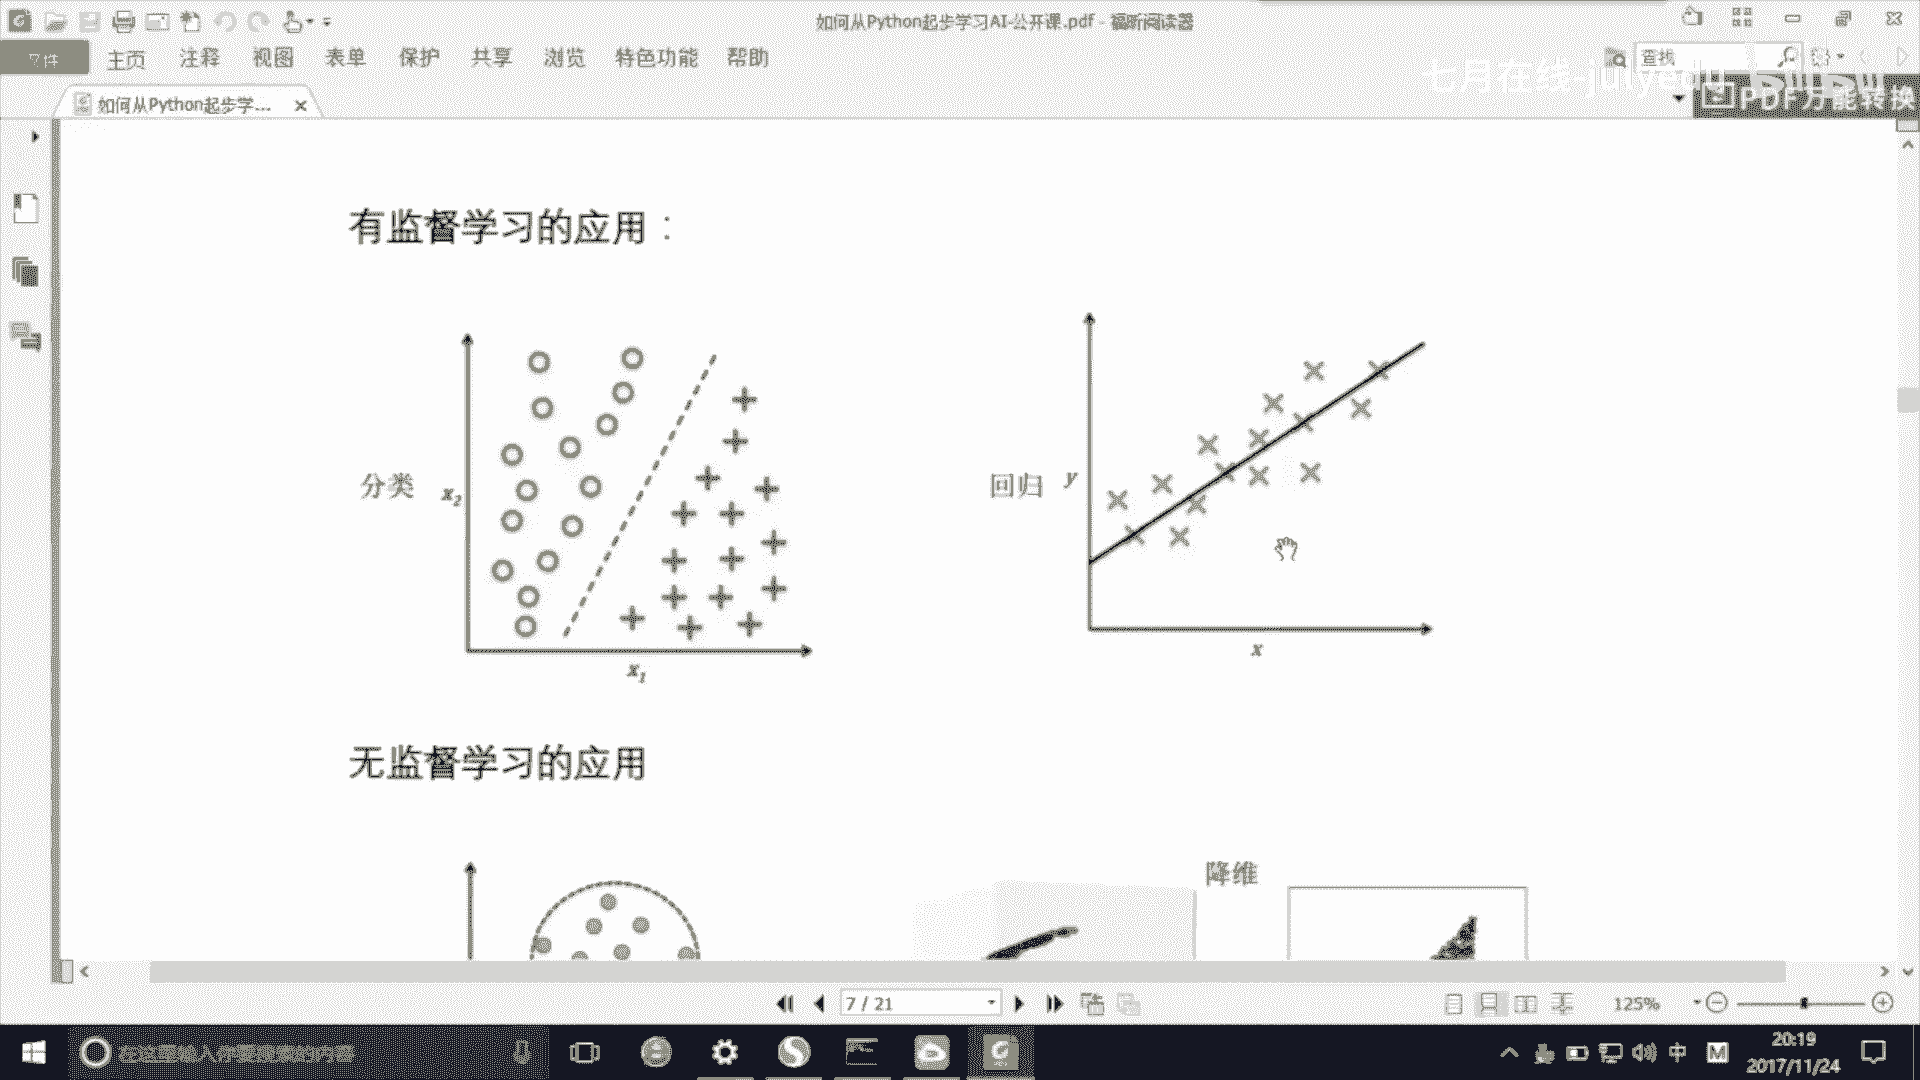 如何从Python起步学习AI-公开课.pdf - 福昕阅读器
文件 主页 注释 视图 表单 保护 共享 浏览 特色功能 帮助
查找
七月在线-julyedu
如何从Python起步学...
PDF万能转换
有监督学习的应用：
分类
x2
x1
回归
y
x
无监督学习的应用
降维
7 / 21
125%
在这里输入你要搜索的内容
中
M
20:19
2017/11/24